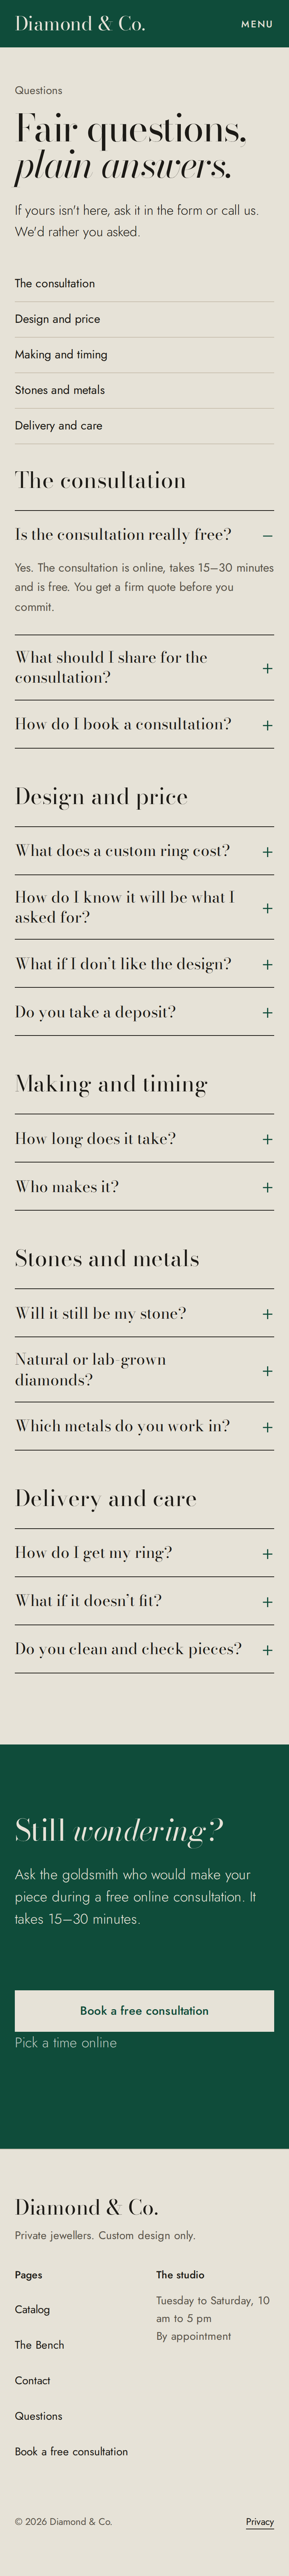 Diamond & Co.
MENU
Questions
Fair questions,
plain answers.
If yours isn't here, ask it in the form or call us.
We'd rather you asked.
The consultation
Design and price
Making and timing
Stones and metals
Delivery and care
The consultation
Is the consultation really free?
Yes. The consultation is online, takes 15–30 minutes
and is free. You get a firm quote before you
commit.
What should I share for the
consultation?
How do I book a consultation?
Design and price
What does a custom ring cost?
How do I know it will be what I
asked for?
What if I don’t like the design?
Do you take a deposit?
Making and timing
How long does it take?
Who makes it?
Stones and metals
Will it still be my stone?
Natural or lab-grown
diamonds?
Which metals do you work in?
Delivery and care
How do I get my ring?
What if it doesn’t fit?
Do you clean and check pieces?
Still wondering?
Ask the goldsmith who would make your
piece during a free online consultation. It
takes 15–30 minutes.
Book a free consultation
Pick a time online
Diamond & Co.
Private jewellers. Custom design only.
Pages
Catalog
The Bench
Contact
Questions
Book a free consultation
The studio
Tuesday to Saturday, 10
am to 5 pm
By appointment
© 2026 Diamond & Co.
Privacy